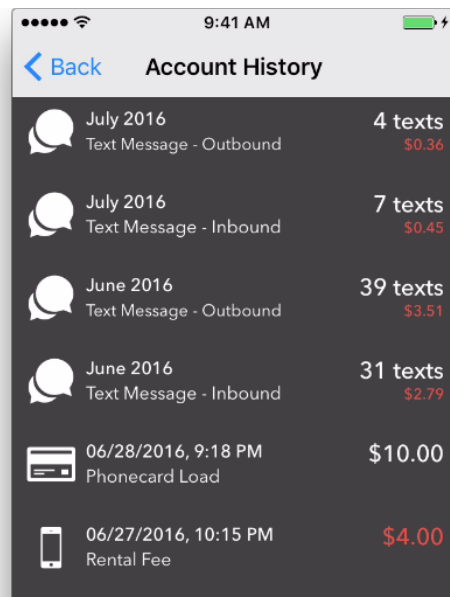 9:41 AM
Back
Account History
July 2016
4 texts
Text Message - Outbound
$0.36
July 2016
7 texts
Text Message - Inbound
$0.45
June 2016
39 texts
Text Message - Outbound
$3.51
June 2016
31 texts
Text Message - Inbound
$2.79
06/28/2016, 9:18 PM
$10.00
Phonecard Load
06/27/2016, 10:15 PM
$4.00
Rental Fee